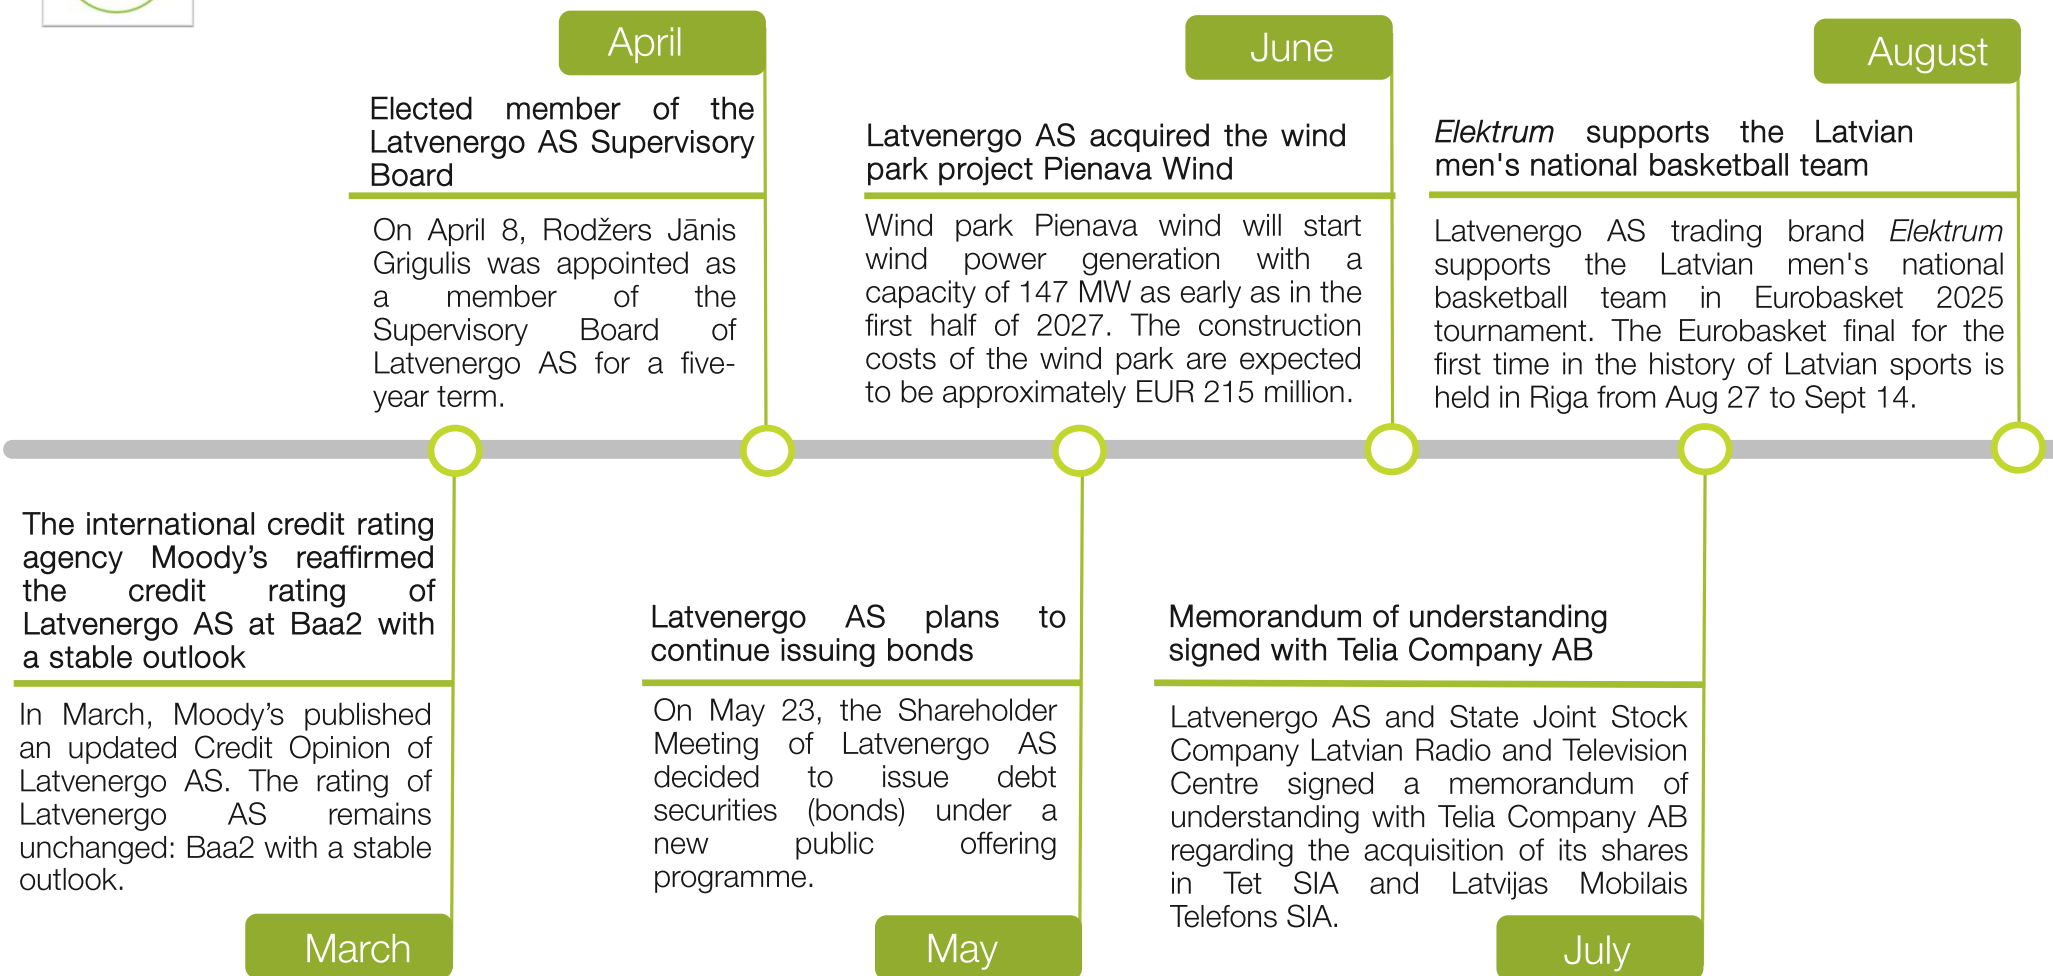 April
Elected member of the
Latvenergo AS Supervisory
Board
On April 8, Rodžers Jānis
Grigulis was appointed as
a member of the
Supervisory Board of
Latvenergo AS for a five-
year term.
June
Latvenergo AS acquired the wind
park project Pienava Wind
Wind park Pienava wind will start
wind power generation with a
capacity of 147 MW as early as in the
first half of 2027. The construction
costs of the wind park are expected
to be approximately EUR 215 million.
August
Elektrum supports the Latvian
men's national basketball team
Latvenergo AS trading brand Elektrum
supports the Latvian men's national
basketball team in Eurobasket 2025
tournament. The Eurobasket final for the
first time in the history of Latvian sports is
held in Riga from Aug 27 to Sept 14.
The international credit rating
agency Moody’s reaffirmed
the credit rating of
Latvenergo AS at Baa2 with
a stable outlook
In March, Moody’s published
an updated Credit Opinion of
Latvenergo AS. The rating of
Latvenergo AS remains
unchanged: Baa2 with a stable
outlook.
March
Latvenergo AS plans to
continue issuing bonds
On May 23, the Shareholder
Meeting of Latvenergo AS
decided to issue debt
securities (bonds) under a
new public offering
programme.
May
Memorandum of understanding
signed with Telia Company AB
Latvenergo AS and State Joint Stock
Company Latvian Radio and Television
Centre signed a memorandum of
understanding with Telia Company AB
regarding the acquisition of its shares
in Tet SIA and Latvijas Mobilais
Telefons SIA.
July